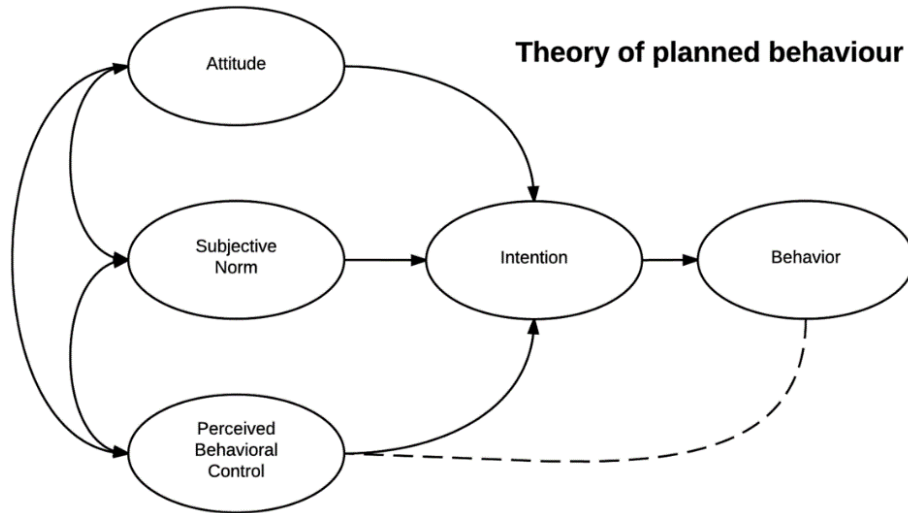 Theory of planned behaviour
Attitude
Subjective
Norm
Intention
Behavior
Perceived
Behavioral
Control